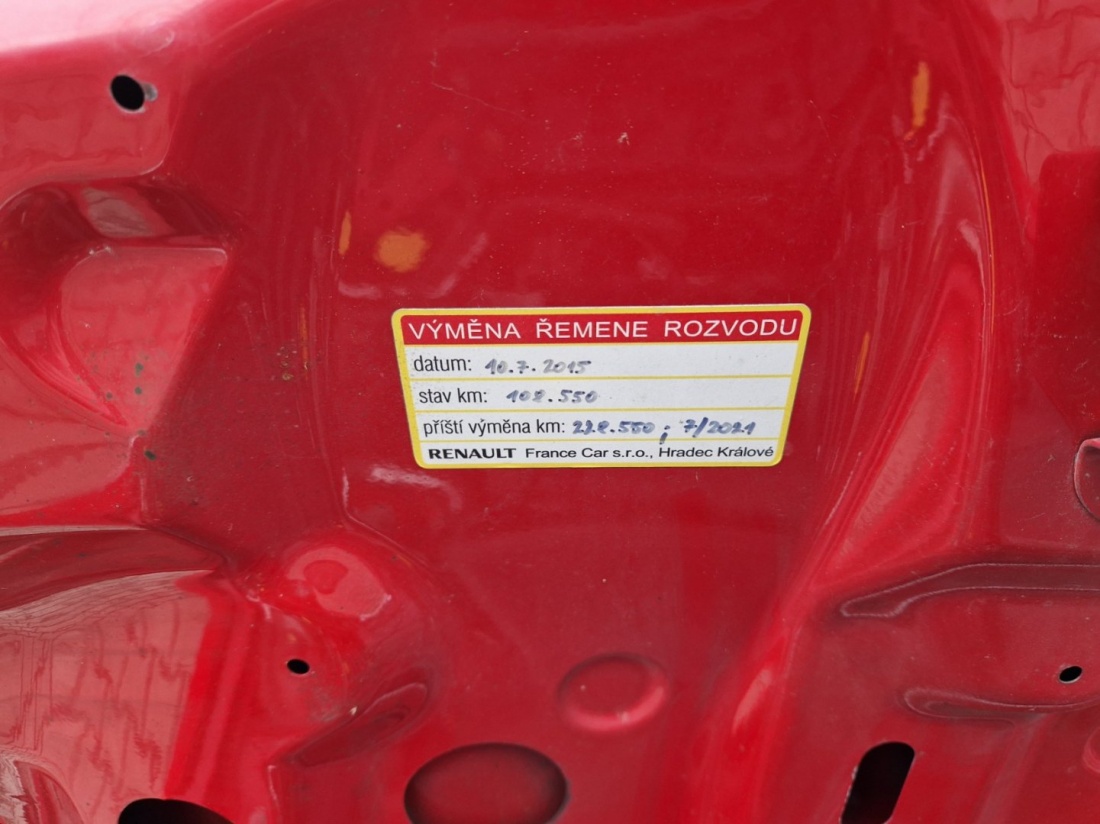 VÝMĚNA ŘEMENE ROZVODU
datum: 10.7.2015
stav km: 108.550
příští výměna km: 228.550 ; 7/2021
RENAULT France Car s.r.o., Hradec Králové